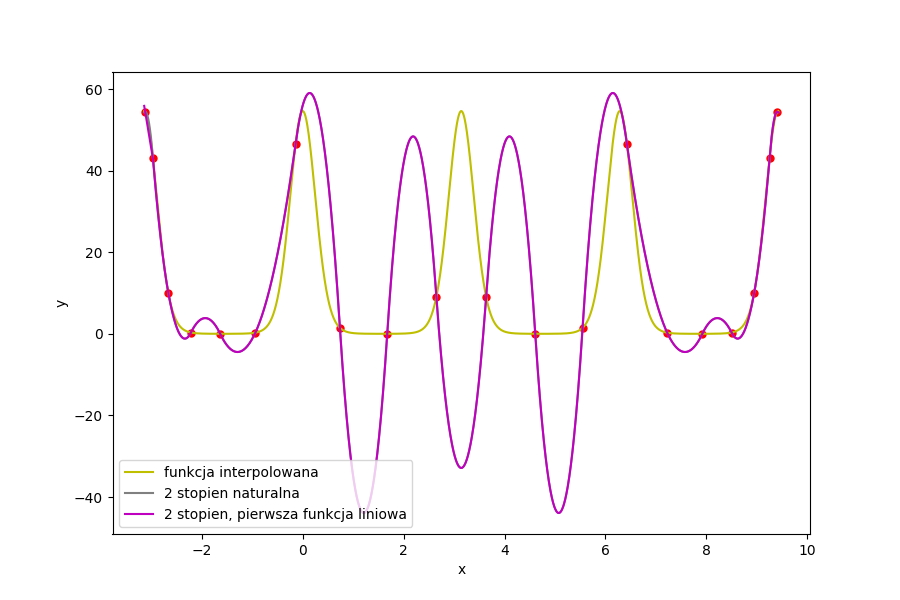 60
40
20
0
−20
−40
y
funkcja interpolowana
2 stopien naturalna
2 stopien, pierwsza funkcja liniowa
−2 0 2 4 6 8 10
x